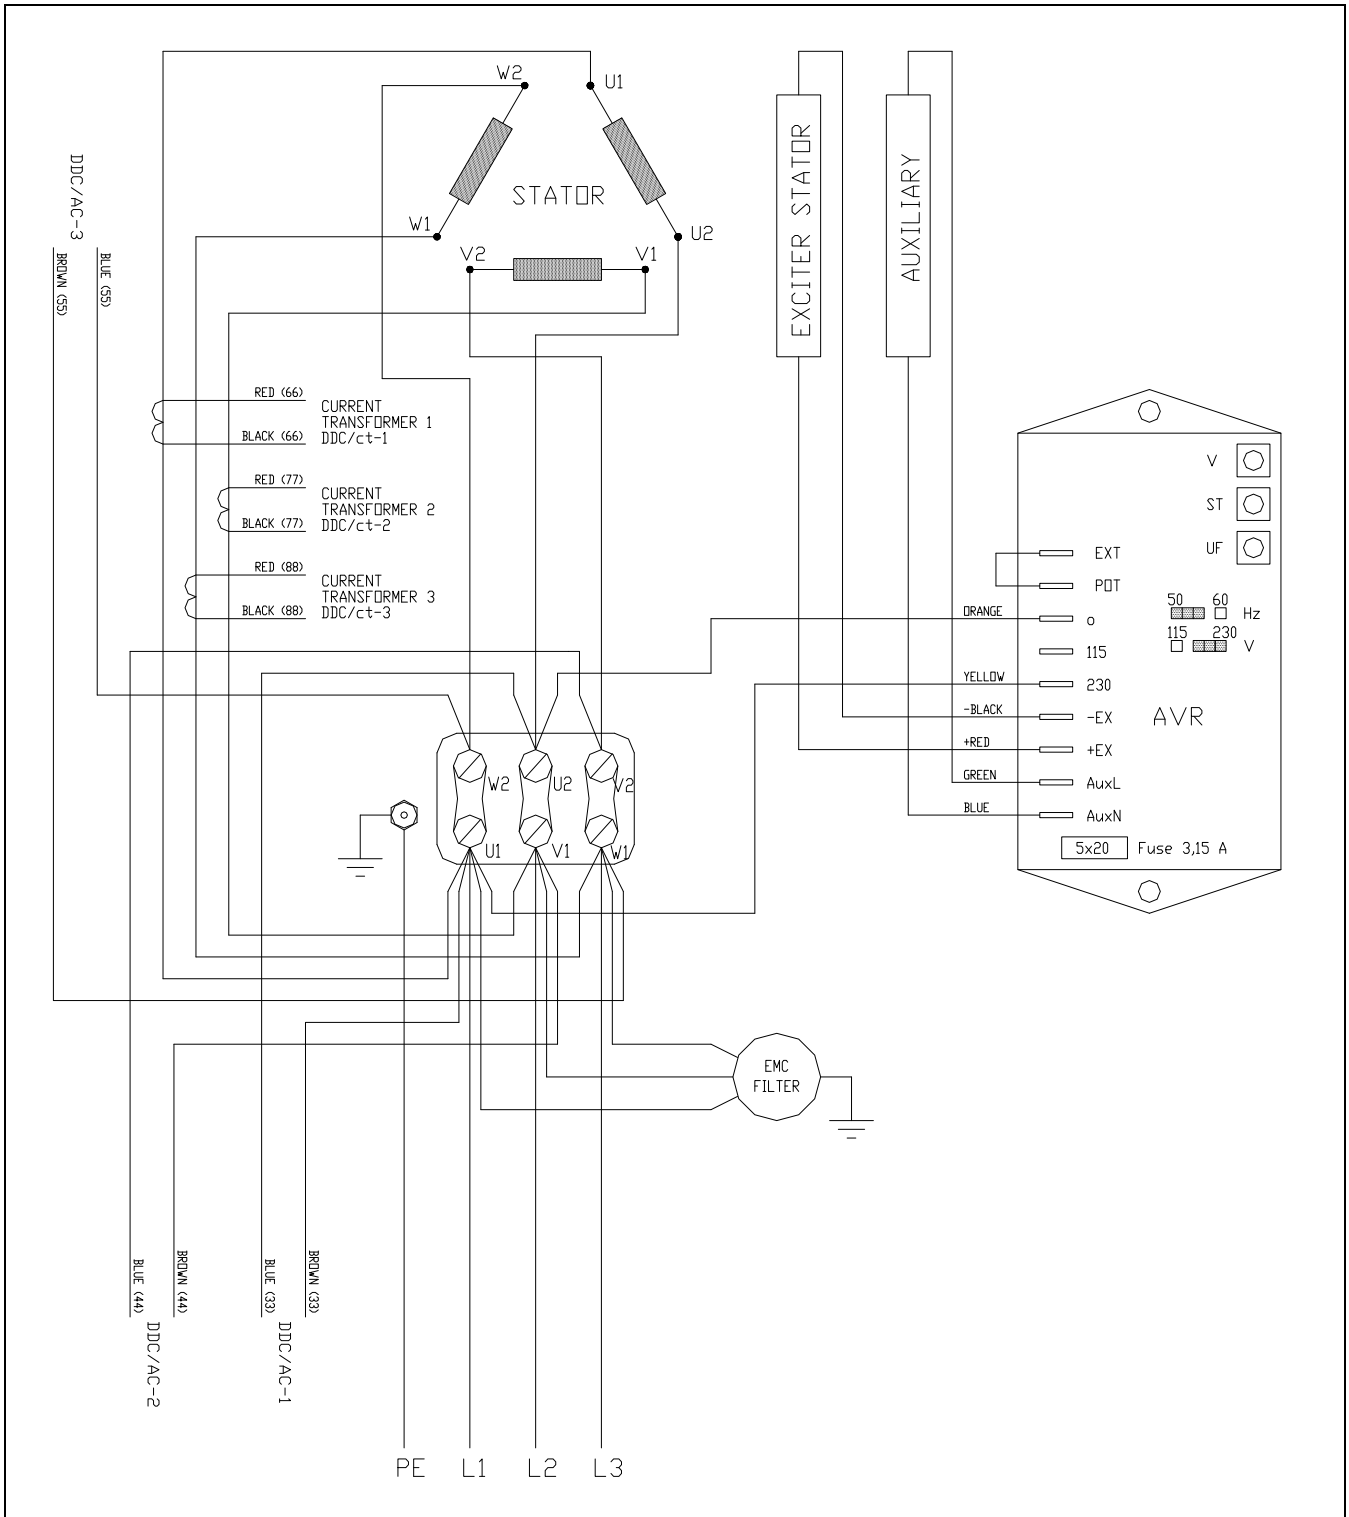 W2
U1
STATOR
W1
U2
V2
V1
EXCITER STATOR
AUXILIARY
DDC/AC-3
BROWN (55)
BLUE (55)
RED (66)
BLACK (66)
CURRENT
TRANSFORMER 1
DDC/ct-1
RED (77)
BLACK (77)
CURRENT
TRANSFORMER 2
DDC/ct-2
RED (88)
BLACK (88)
CURRENT
TRANSFORMER 3
DDC/ct-3
V
ST
UF
EXT
POT
50 60 Hz
115 230 V
ORANGE
o
115
YELLOW
230
-BLACK
-EX
AVR
+RED
+EX
GREEN
AuxL
BLUE
AuxN
5x20 Fuse 3,15 A
W2
U2
V2
U1
V1
W1
EMC
FILTER
BLUE (44)
BROWN (44)
DDC/AC-2
BLUE (33)
BROWN (33)
DDC/AC-1
PE
L1
L2
L3